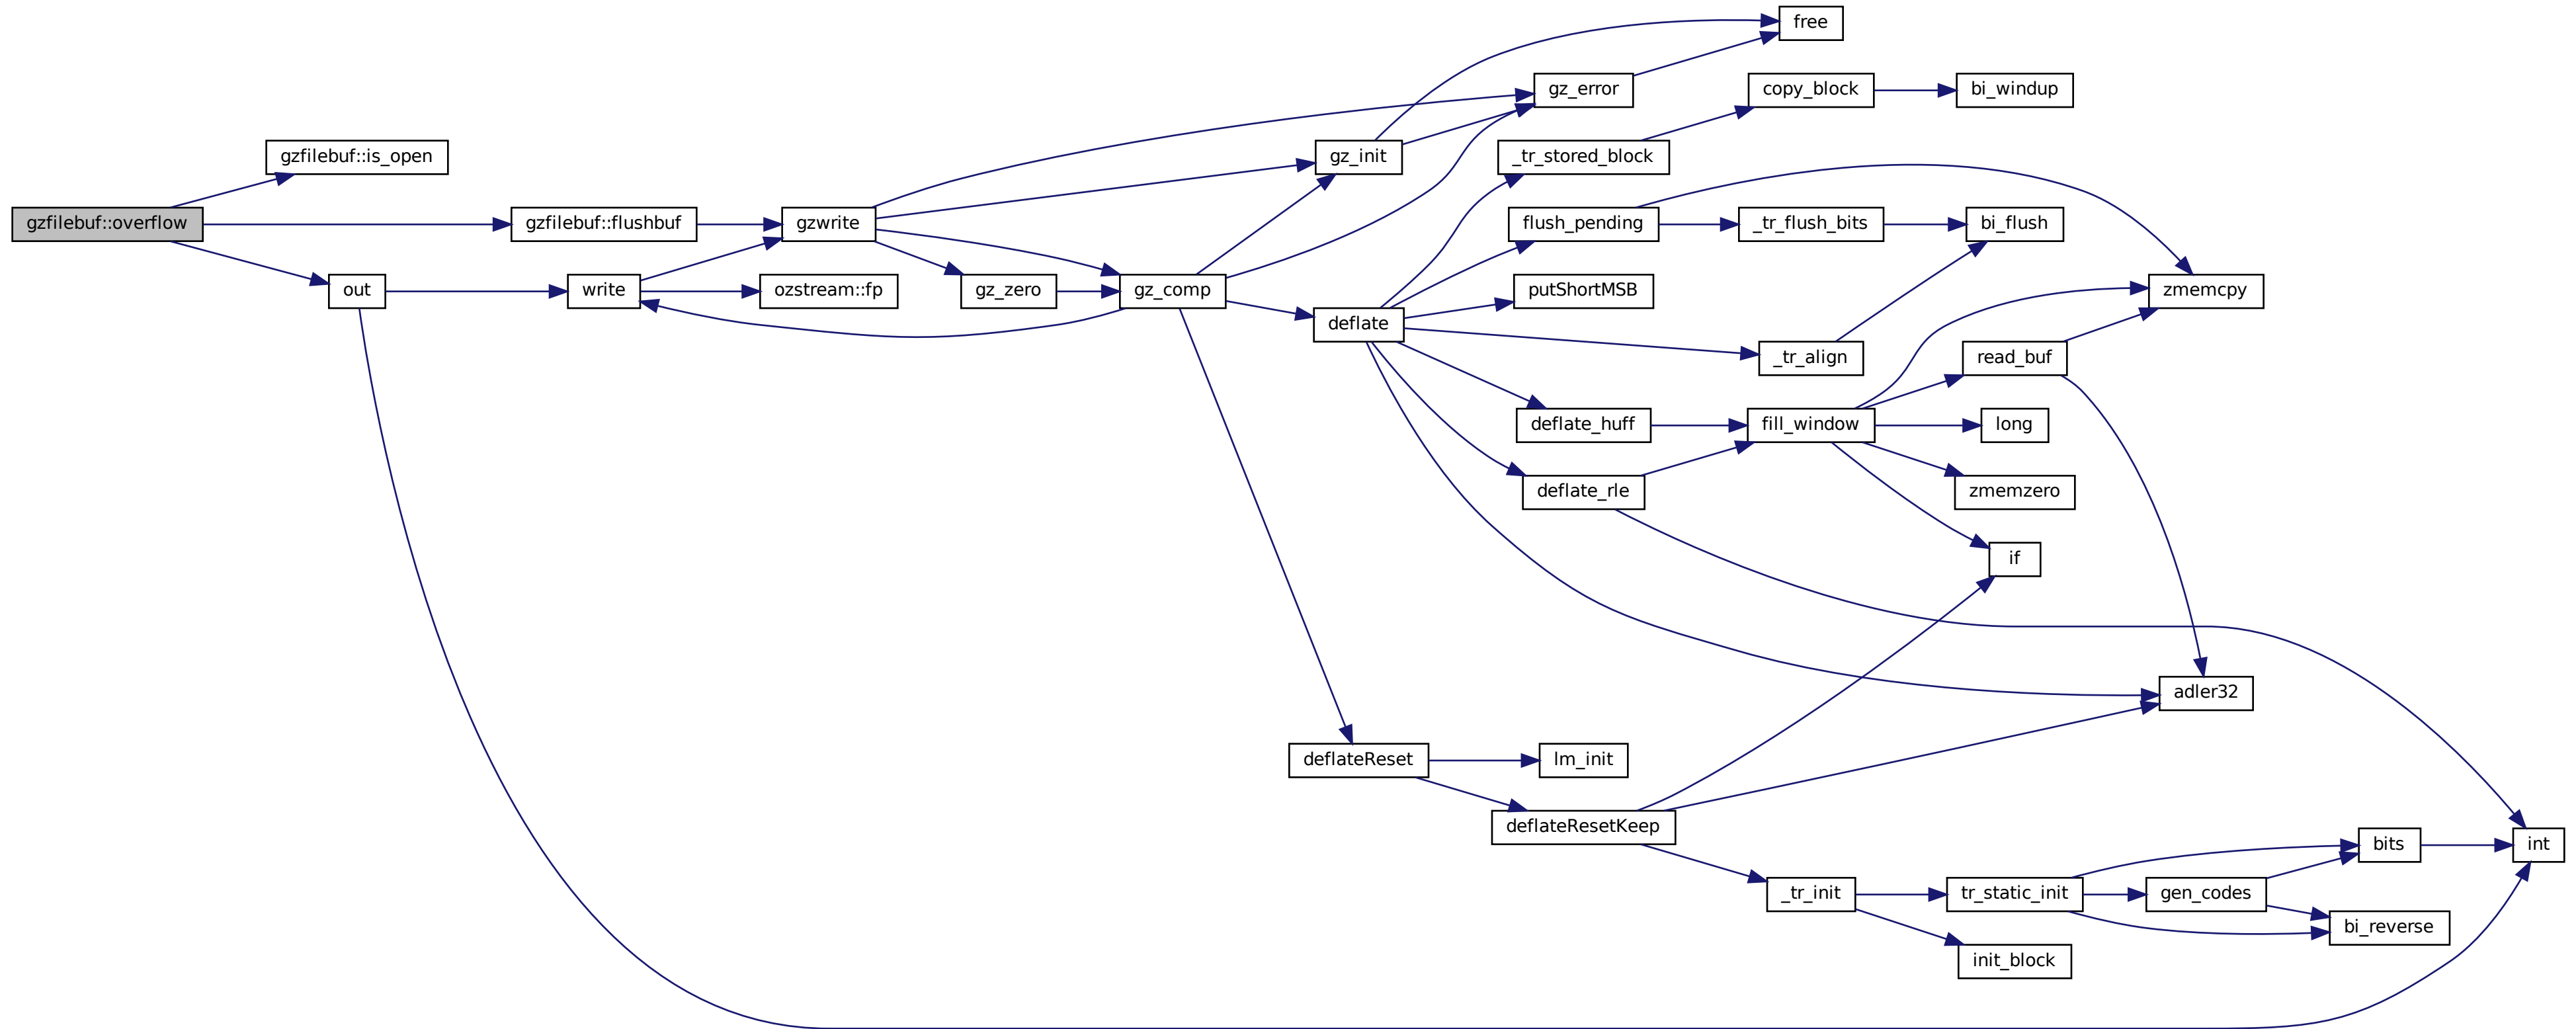 free
gz_error
copy_block
bi_windup
gzfilebuf::is_open
gz_init
_tr_stored_block
gzfilebuf::overflow
gzfilebuf::flushbuf
gzwrite
flush_pending
_tr_flush_bits
bi_flush
out
write
ozstream::fp
gz_zero
gz_comp
putShortMSB
zmemcpy
deflate
_tr_align
read_buf
deflate_huff
fill_window
long
deflate_rle
zmemzero
if
adler32
deflateReset
lm_init
deflateResetKeep
bits
int
_tr_init
tr_static_init
gen_codes
bi_reverse
init_block